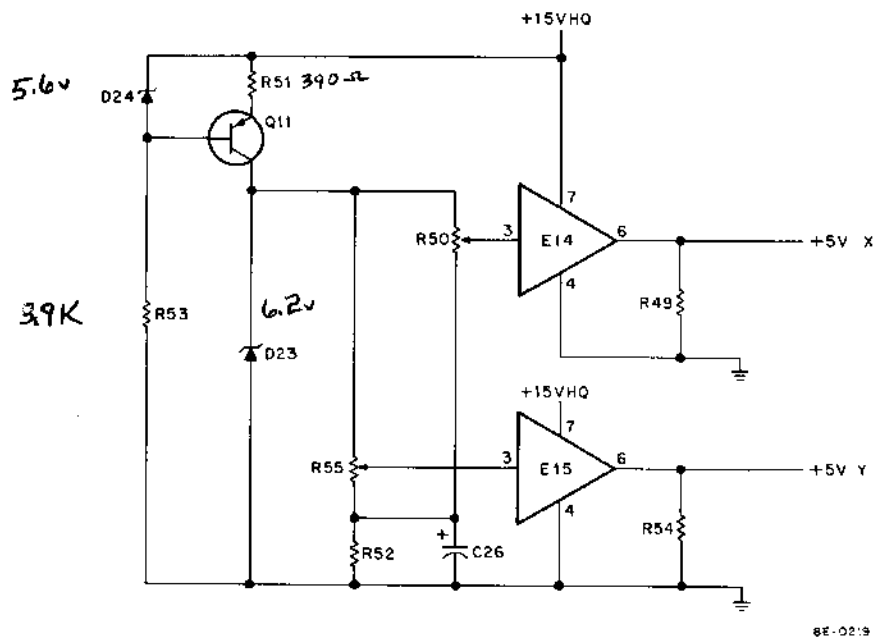 +15VHQ
5.6v
D24
R51 390Ω
Q11
7
3
E14
6
+5V X
R50
4
R49
3.9K
R53
6.2v
D23
+15VHQ
7
3
E15
6
+5V Y
R55
4
R54
+
R52
C26
8E-0219